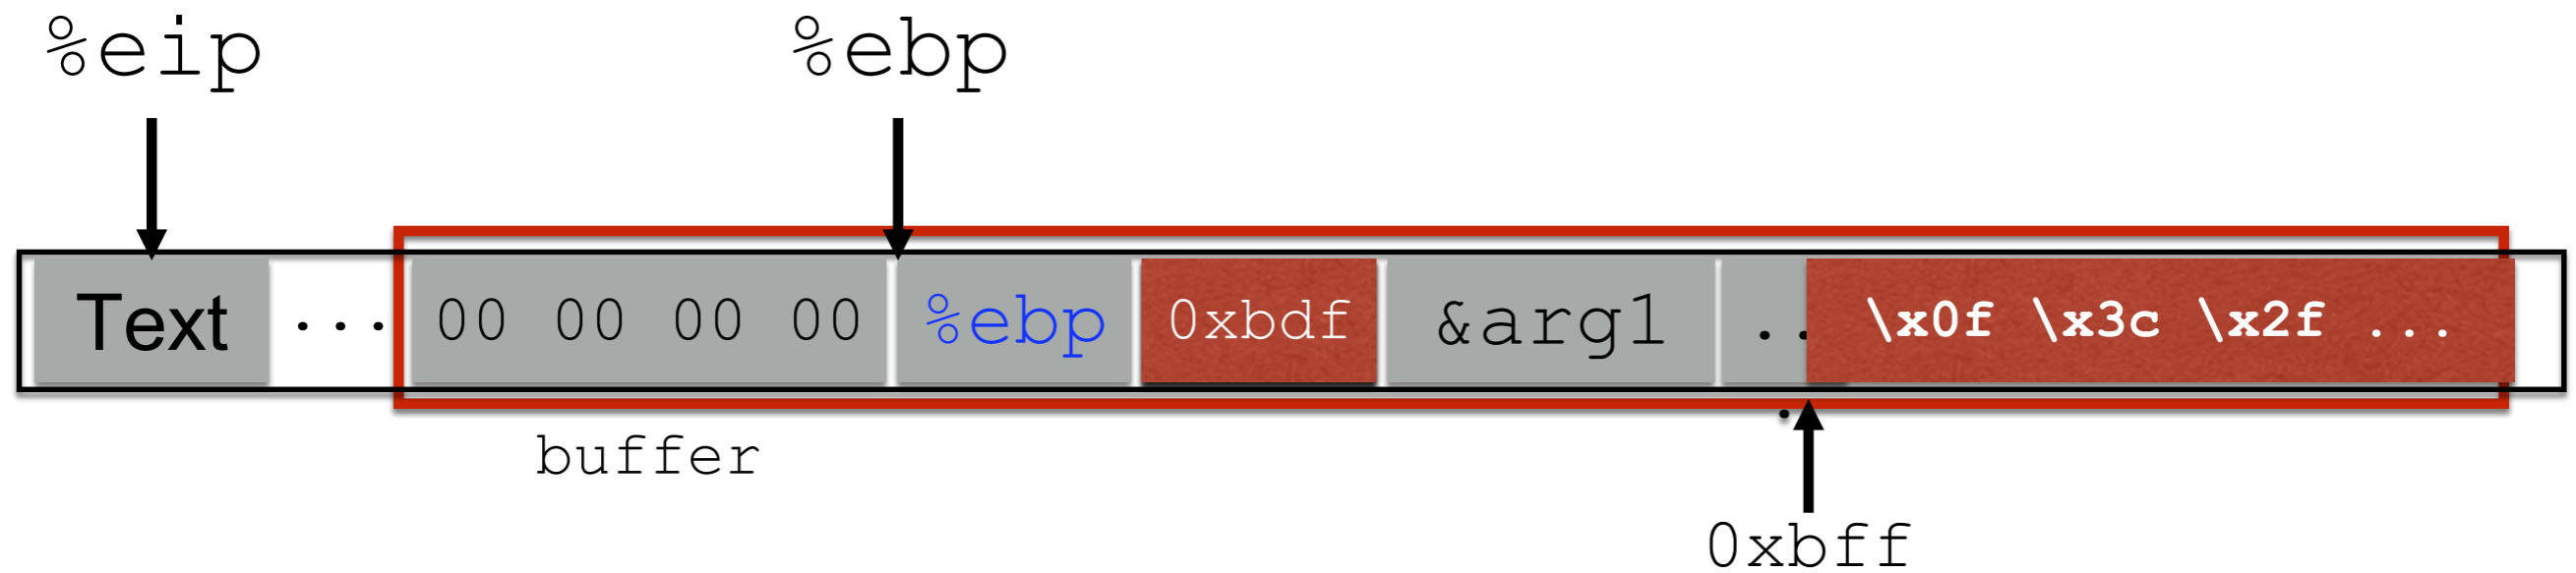 %eip %ebp
Text ... 00 00 00 00 %ebp 0xbdf &arg1 ... \x0f \x3c \x2f ...
buffer
0xbff